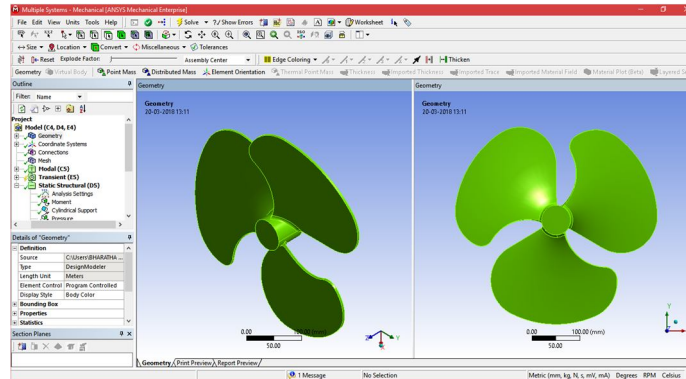 Multiple Systems - Mechanical [ANSYS Mechanical Enterprise]
File Edit View Units Tools Help Solve ?/ Show Errors Worksheet
Size Location Convert Miscellaneous Tolerances
Reset Explode Factor: Assembly Center Edge Coloring Thicken
Geometry Virtual Body Point Mass Distributed Mass Element Orientation Thermal Point Mass Thickness Imported Thickness Imported Trace Imported Material Field Material Plot (Beta) Layered
Outline
Filter: Name
Project
Model (C4, D4, E4)
Geometry
Coordinate Systems
Connections
Mesh
Modal (C5)
Transient (E5)
Static Structural (D5)
Analysis Settings
Moment
Cylindrical Support
Pressure
Details of "Geometry"
Definition
Source C:\Users\BHARATHA ...
Type DesignModeler
Length Unit Meters
Element Control Program Controlled
Display Style Body Color
Bounding Box
Properties
Statistics
Section Planes
Geometry
Geometry
20-03-2018 13:11
0.00 100.00 (mm)
50.00
Y
X
Geometry
Geometry
20-03-2018 13:11
0.00 100.00 (mm)
50.00
Y
Geometry Print Preview Report Preview
1 Message No Selection Metric (mm, kg, N, s, mV, mA) Degrees RPM Celsius